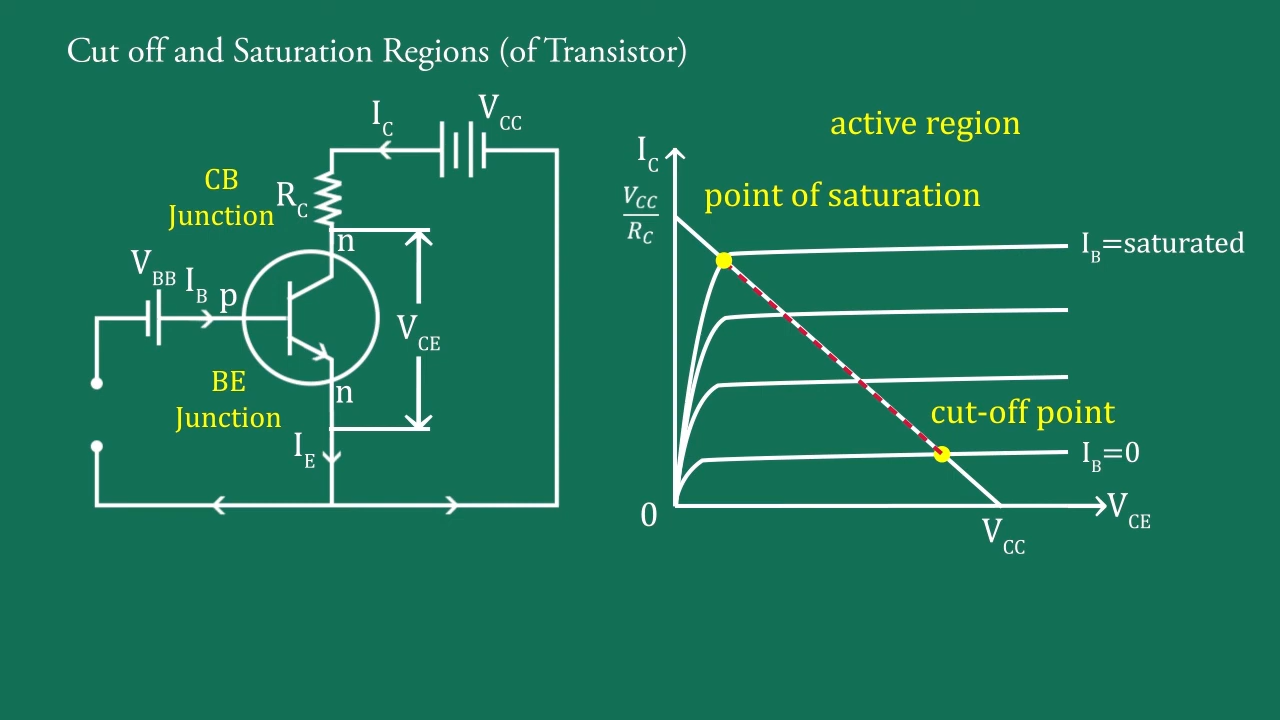 Cut off and Saturation Regions (of Transistor)
I_C
V_CC
CB
Junction
R_C
n
V_BB
I_B
p
V_CE
BE
Junction
n
I_E
active region
I_C
V_CC
R_C
point of saturation
I_B=saturated
cut-off point
I_B=0
0
V_CE
V_CC